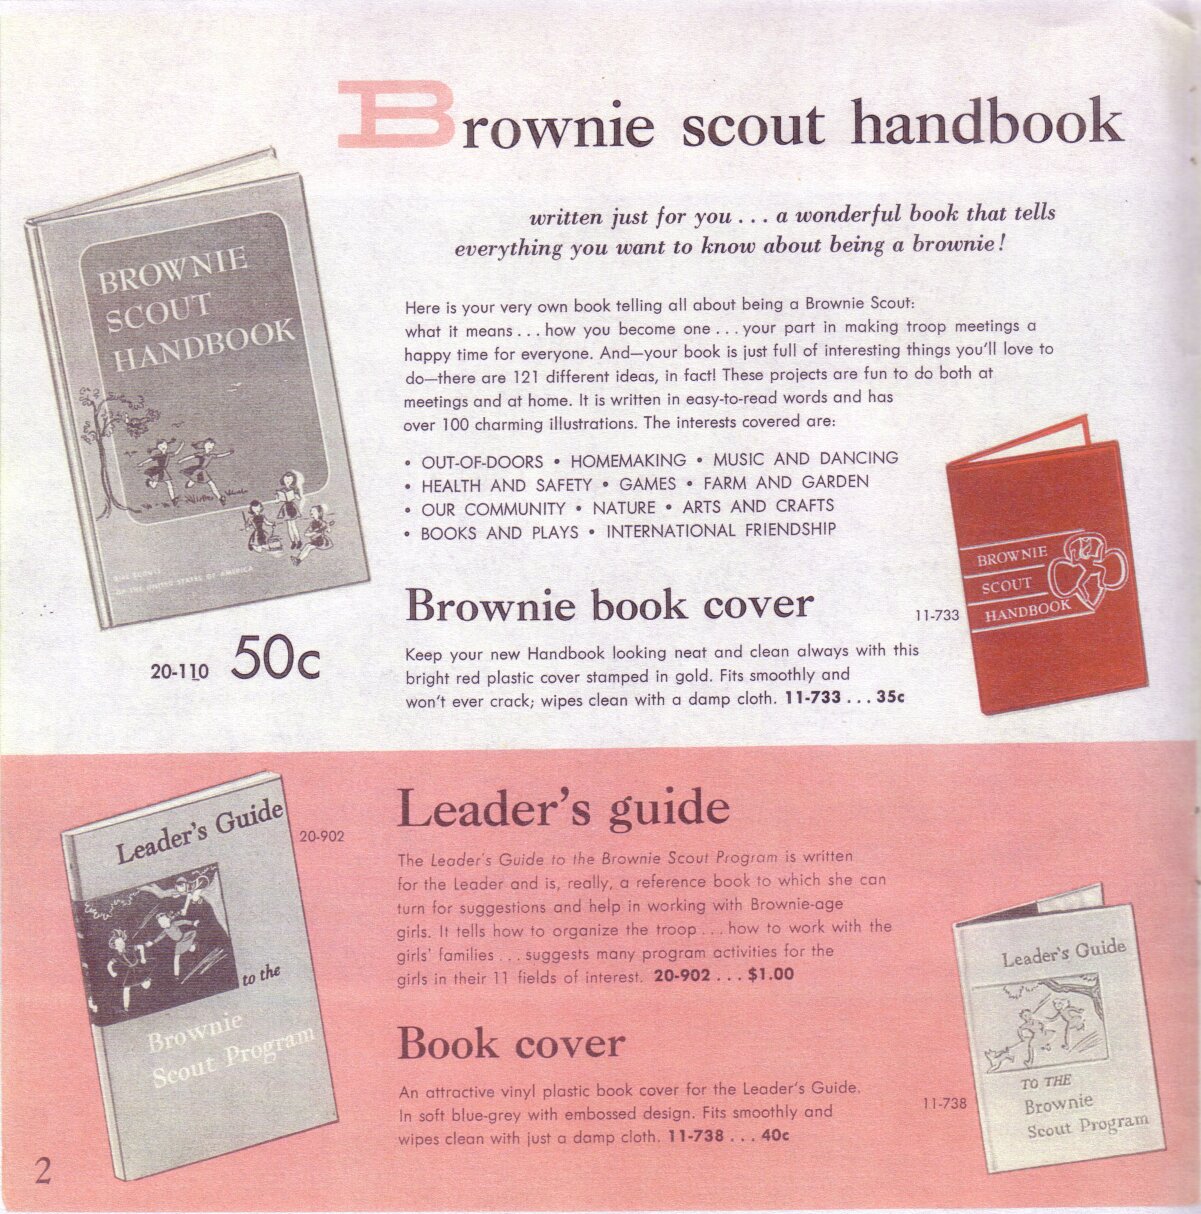 Brownie scout handbook
written just for you . . . a wonderful book that tells
everything you want to know about being a brownie!
BROWNIE
SCOUT
HANDBOOK
GIRL SCOUTS
OF THE UNITED STATES OF AMERICA
20-110 50c
Here is your very own book telling all about being a Brownie Scout:
what it means . . . how you become one . . . your part in making troop meetings a
happy time for everyone. And—your book is just full of interesting things you'll love to
do—there are 121 different ideas, in fact! These projects are fun to do both at
meetings and at home. It is written in easy-to-read words and has
over 100 charming illustrations. The interests covered are:
• OUT-OF-DOORS • HOMEMAKING • MUSIC AND DANCING
• HEALTH AND SAFETY • GAMES • FARM AND GARDEN
• OUR COMMUNITY • NATURE • ARTS AND CRAFTS
• BOOKS AND PLAYS • INTERNATIONAL FRIENDSHIP
Brownie book cover
Keep your new Handbook looking neat and clean always with this
bright red plastic cover stamped in gold. Fits smoothly and
won't ever crack; wipes clean with a damp cloth. 11-733 . . . 35c
11-733
BROWNIE
SCOUT
HANDBOOK
Leader's Guide
to the
Brownie
Scout Program
20-902
Leader's guide
The Leader's Guide to the Brownie Scout Program is written
for the Leader and is, really, a reference book to which she can
turn for suggestions and help in working with Brownie-age
girls. It tells how to organize the troop . . . how to work with the
girls' families . . . suggests many program activities for the
girls in their 11 fields of interest. 20-902 . . . $1.00
Book cover
An attractive vinyl plastic book cover for the Leader's Guide.
In soft blue-grey with embossed design. Fits smoothly and
wipes clean with just a damp cloth. 11-738 . . . 40c
11-738
Leader's Guide
TO THE
Brownie
Scout Program
2